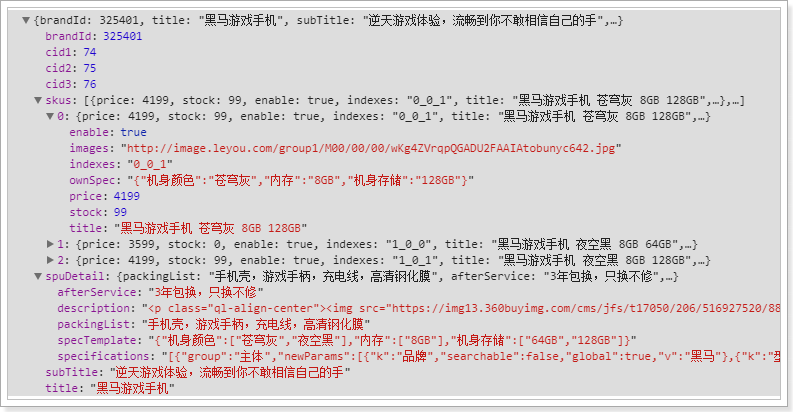 ▼{brandId: 325401, title: "黑马游戏手机", subTitle: "逆天游戏体验，流畅到你不敢相信自己的手",…}
brandId: 325401
cid1: 74
cid2: 75
cid3: 76
▼skus: [{price: 4199, stock: 99, enable: true, indexes: "0_0_1", title: "黑马游戏手机 苍穹灰 8GB 128GB",…},…]
▼0: {price: 4199, stock: 99, enable: true, indexes: "0_0_1", title: "黑马游戏手机 苍穹灰 8GB 128GB",…}
enable: true
images: "http://image.leyou.com/group1/M00/00/00/wKg4ZVrqpQGADU2FAAIAtobunyc642.jpg"
indexes: "0_0_1"
ownSpec: "{"机身颜色":"苍穹灰","内存":"8GB","机身存储":"128GB"}"
price: 4199
stock: 99
title: "黑马游戏手机 苍穹灰 8GB 128GB"
▶1: {price: 3599, stock: 0, enable: true, indexes: "1_0_0", title: "黑马游戏手机 夜空黑 8GB 64GB",…}
▶2: {price: 4199, stock: 99, enable: true, indexes: "1_0_1", title: "黑马游戏手机 夜空黑 8GB 128GB",…}
▼spuDetail: {packingList: "手机壳，游戏手柄，充电线，高清钢化膜", afterService: "3年包换，只换不修",…}
afterService: "3年包换，只换不修"
description: "<p class="ql-align-center"><img src="https://img13.360buyimg.com/cms/jfs/t17050/206/516927520/88
packingList: "手机壳，游戏手柄，充电线，高清钢化膜"
specTemplate: "{"机身颜色":["苍穹灰","夜空黑"],"内存":["8GB"],"机身存储":["64GB","128GB"]}"
specifications: "[{"group":"主体","newParams":[{"k":"品牌","searchable":false,"global":true,"v":"黑马"},{"k":"型
subTitle: "逆天游戏体验，流畅到你不敢相信自己的手"
title: "黑马游戏手机"